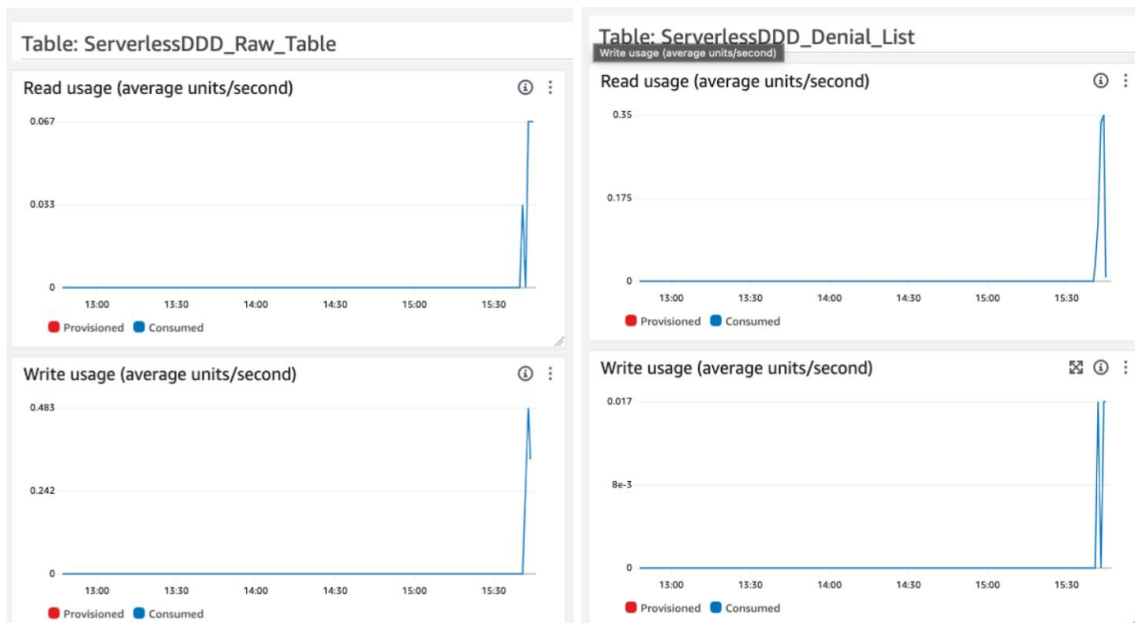 Table: ServerlessDDD_Raw_Table
Read usage (average units/second)
0.067
0.033
0
13:00 13:30 14:00 14:30 15:00 15:30
Provisioned Consumed
Write usage (average units/second)
0.483
0.242
0
13:00 13:30 14:00 14:30 15:00 15:30
Provisioned Consumed
Table: ServerlessDDD_Denial_List
Write usage (average units/second)
Read usage (average units/second)
0.35
0.175
0
13:00 13:30 14:00 14:30 15:00 15:30
Provisioned Consumed
Write usage (average units/second)
0.017
8e-3
0
13:00 13:30 14:00 14:30 15:00 15:30
Provisioned Consumed